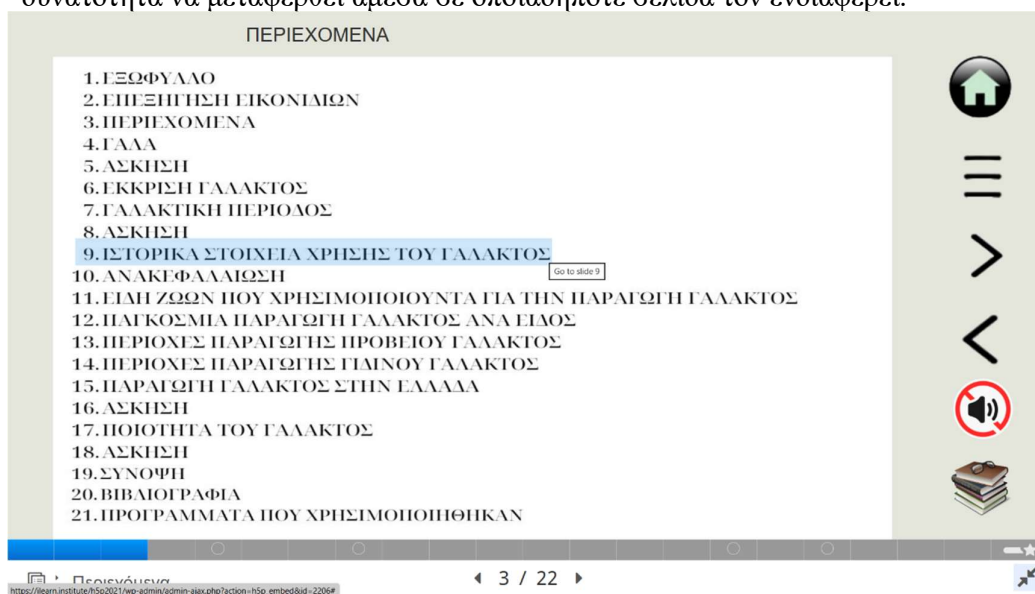 συνατότητα να μεταφερθεί άμεσα σε οποιαδήποτε σελίδα τον ενδιαφέρει.
ΠΕΡΙΕΧΟΜΕΝΑ
1. ΕΞΩΦΥΛΛΟ
2. ΕΠΕΞΗΓΗΣΗ ΕΙΚΟΝΙΔΙΩΝ
3. ΠΕΡΙΕΧΟΜΕΝΑ
4. ΓΑΛΑ
5. ΑΣΚΗΣΗ
6. ΕΚΚΡΙΣΗ ΓΑΛΑΚΤΟΣ
7. ΓΑΛΑΚΤΙΚΗ ΠΕΡΙΟΔΟΣ
8. ΑΣΚΗΣΗ
9. ΙΣΤΟΡΙΚΑ ΣΤΟΙΧΕΙΑ ΧΡΗΣΗΣ ΤΟΥ ΓΑΛΑΚΤΟΣ
Go to slide 9
10. ΑΝΑΚΕΦΑΛΑΙΩΣΗ
11. ΕΙΔΗ ΖΩΩΝ ΠΟΥ ΧΡΗΣΙΜΟΠΟΙΟΥΝΤΑ ΓΙΑ ΤΗΝ ΠΑΡΑΓΩΓΗ ΓΑΛΑΚΤΟΣ
12. ΠΑΓΚΟΣΜΙΑ ΠΑΡΑΓΩΓΗ ΓΑΛΑΚΤΟΣ ΑΝΑ ΕΙΔΟΣ
13. ΠΕΡΙΟΧΕΣ ΠΑΡΑΓΩΓΗΣ ΠΡΟΒΕΙΟΥ ΓΑΛΑΚΤΟΣ
14. ΠΕΡΙΟΧΕΣ ΠΑΡΑΓΩΓΗΣ ΓΙΔΙΝΟΥ ΓΑΛΑΚΤΟΣ
15. ΠΑΡΑΓΩΓΗ ΓΑΛΑΚΤΟΣ ΣΤΗΝ ΕΛΛΑΔΑ
16. ΑΣΚΗΣΗ
17. ΠΟΙΟΤΗΤΑ ΤΟΥ ΓΑΛΑΚΤΟΣ
18. ΑΣΚΗΣΗ
19. ΣΥΝΟΨΗ
20. ΒΙΒΛΙΟΓΡΑΦΙΑ
21. ΠΡΟΓΡΑΜΜΑΤΑ ΠΟΥ ΧΡΗΣΙΜΟΠΟΙΗΘΗΚΑΝ
Περιεχόμενα
3 / 22
https://ilearn.institute/h5p2021/wp-admin/admin-ajax.php?action=h5p_embed&id=2206#